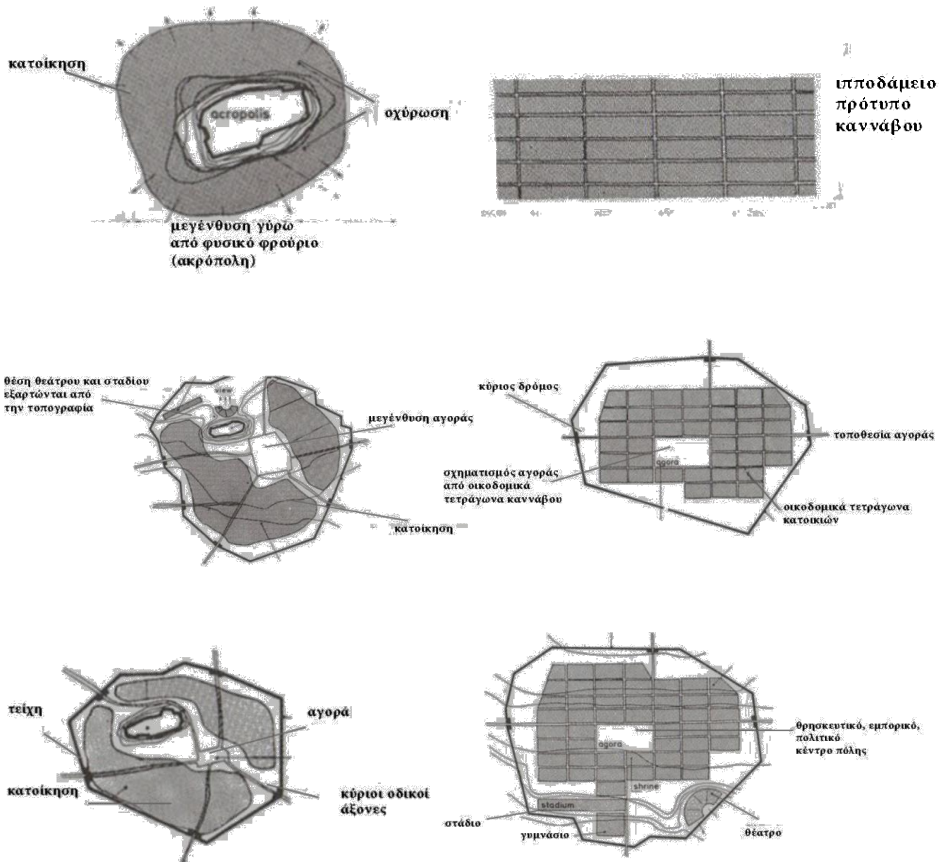 κατοίκηση
acropolis
οχύρωση
μεγένθυση γύρω
από φυσικό φρούριο
(ακρόπολη)
ιπποδάμειο
πρότυπο
καννάβου
θέση θεάτρου και σταδίου
εξαρτώνται από
την τοπογραφία
view
μεγένθυση αγοράς
κατοίκηση
κύριος δρόμος
τοποθεσία αγοράς
agora
σχηματισμός αγοράς
από οικοδομικά
τετράγωνα καννάβου
οικοδομικά τετράγωνα
κατοικιών
τείχη
αγορά
κατοίκηση
κύριοι οδικοί
άξονες
θρησκευτικό, εμπορικό,
πολιτικό
κέντρο πόλης
agora
shrine
stadium
στάδιο
γυμνάσιο
θέατρο